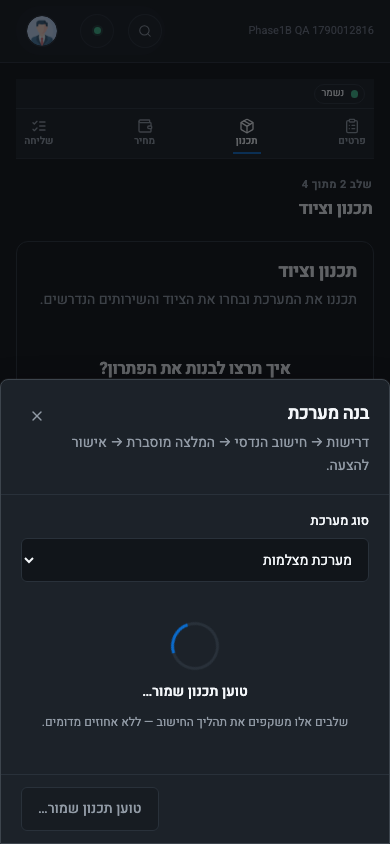 Phase1B QA 1790012816
נשמר
פרטים
תכנון
מחיר
שליחה
שלב 2 מתוך 4
תכנון וציוד
תכנון וציוד
תכננו את המערכת ובחרו את הציוד והשירותים הנדרשים.
איך תרצו לבנות את הפתרון?
בנה מערכת
דרישות → חישוב הנדסי → המלצה מוסברת → אישור
להצעה.
סוג מערכת
מערכת מצלמות
טוען תכנון שמור…
שלבים אלו משקפים את תהליך החישוב — ללא אחוזים מדומים.
טוען תכנון שמור…